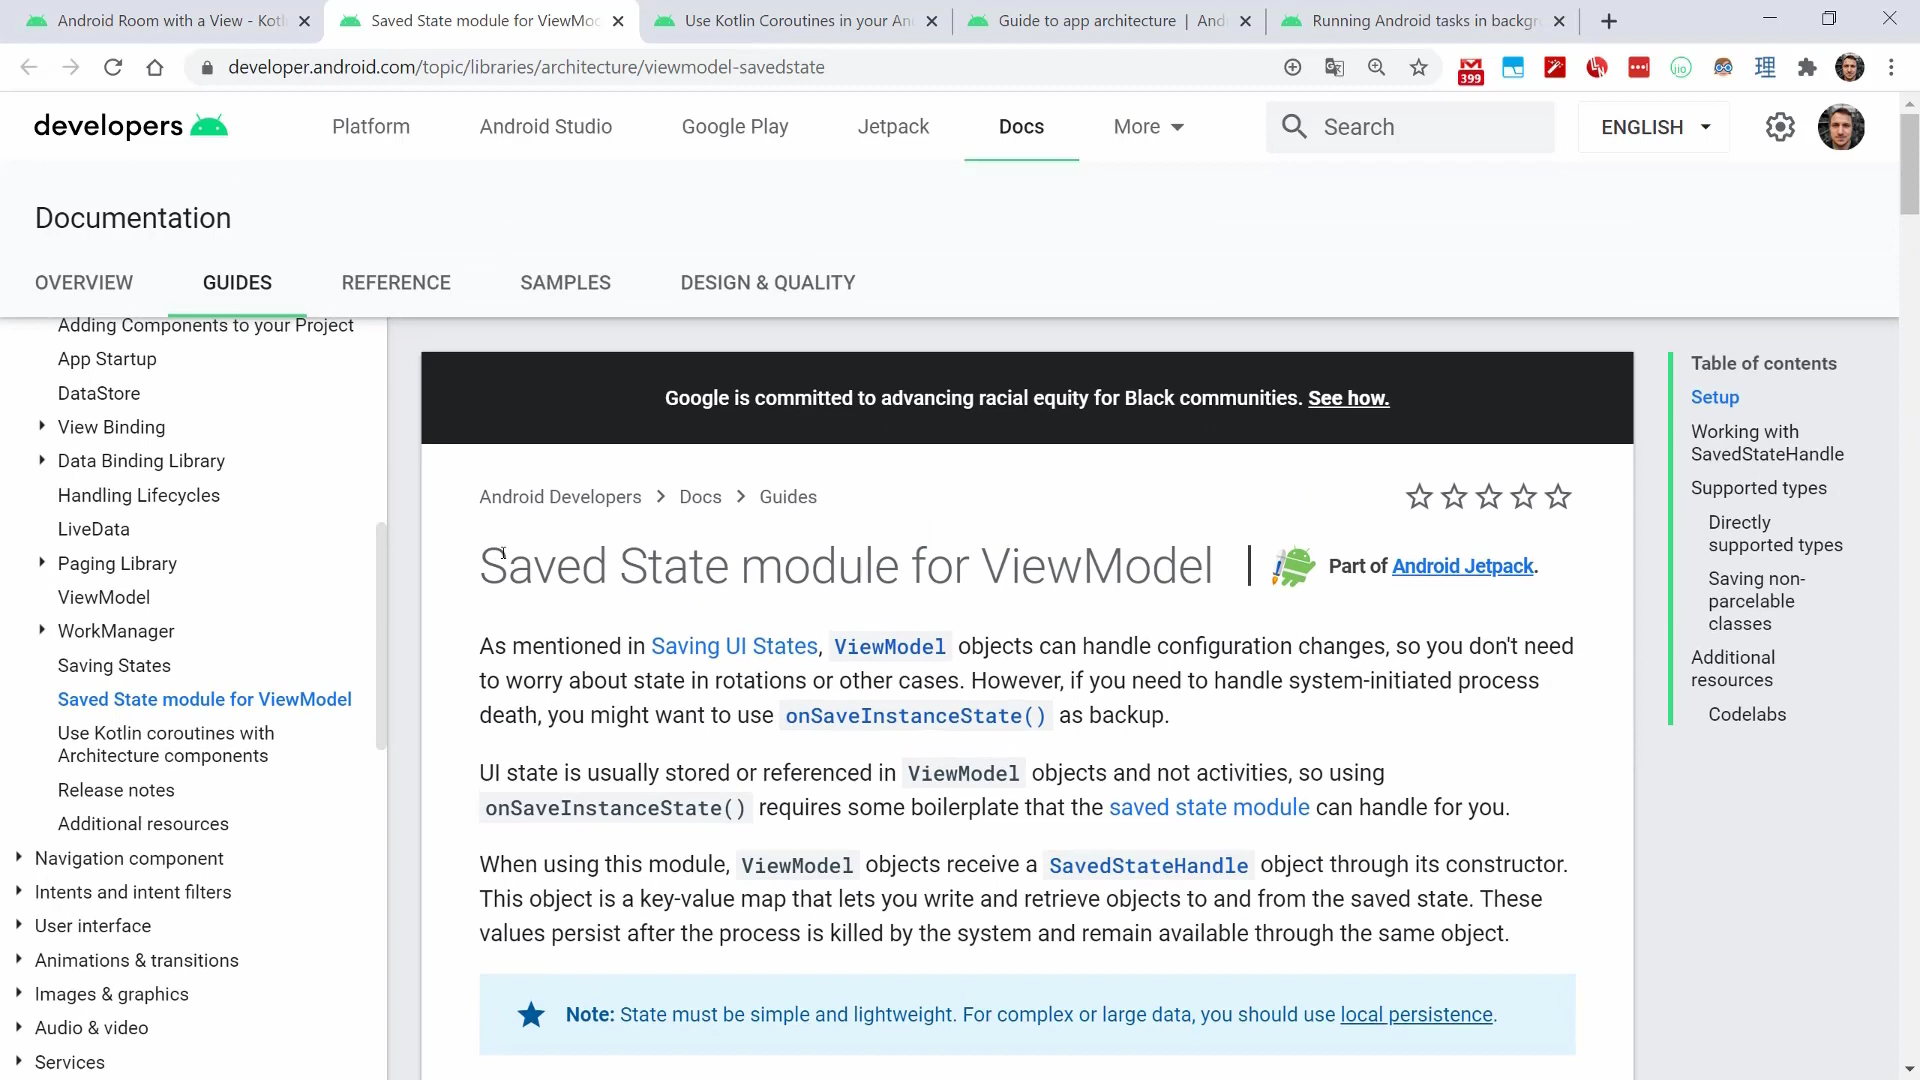 Android Room with a View - Kotl
Saved State module for ViewMod
Use Kotlin Coroutines in your An
Guide to app architecture | And
Running Android tasks in backgr
developer.android.com/topic/libraries/architecture/viewmodel-savedstate
399
理
developers
Platform
Android Studio
Google Play
Jetpack
Docs
More
Search
ENGLISH
Documentation
OVERVIEW
GUIDES
REFERENCE
SAMPLES
DESIGN & QUALITY
Adding Components to your Project
App Startup
DataStore
View Binding
Data Binding Library
Handling Lifecycles
LiveData
Paging Library
ViewModel
WorkManager
Saving States
Saved State module for ViewModel
Use Kotlin coroutines with
Architecture components
Release notes
Additional resources
Navigation component
Intents and intent filters
User interface
Animations & transitions
Images & graphics
Audio & video
Services
Google is committed to advancing racial equity for Black communities. See how.
Android Developers > Docs > Guides
Saved State module for ViewModel
Part of Android Jetpack.
As mentioned in Saving UI States, ViewModel objects can handle configuration changes, so you don't need
to worry about state in rotations or other cases. However, if you need to handle system-initiated process
death, you might want to use onSaveInstanceState() as backup.
UI state is usually stored or referenced in ViewModel objects and not activities, so using
onSaveInstanceState() requires some boilerplate that the saved state module can handle for you.
When using this module, ViewModel objects receive a SavedStateHandle object through its constructor.
This object is a key-value map that lets you write and retrieve objects to and from the saved state. These
values persist after the process is killed by the system and remain available through the same object.
Note: State must be simple and lightweight. For complex or large data, you should use local persistence.
Table of contents
Setup
Working with
SavedStateHandle
Supported types
Directly
supported types
Saving non-
parcelable
classes
Additional
resources
Codelabs